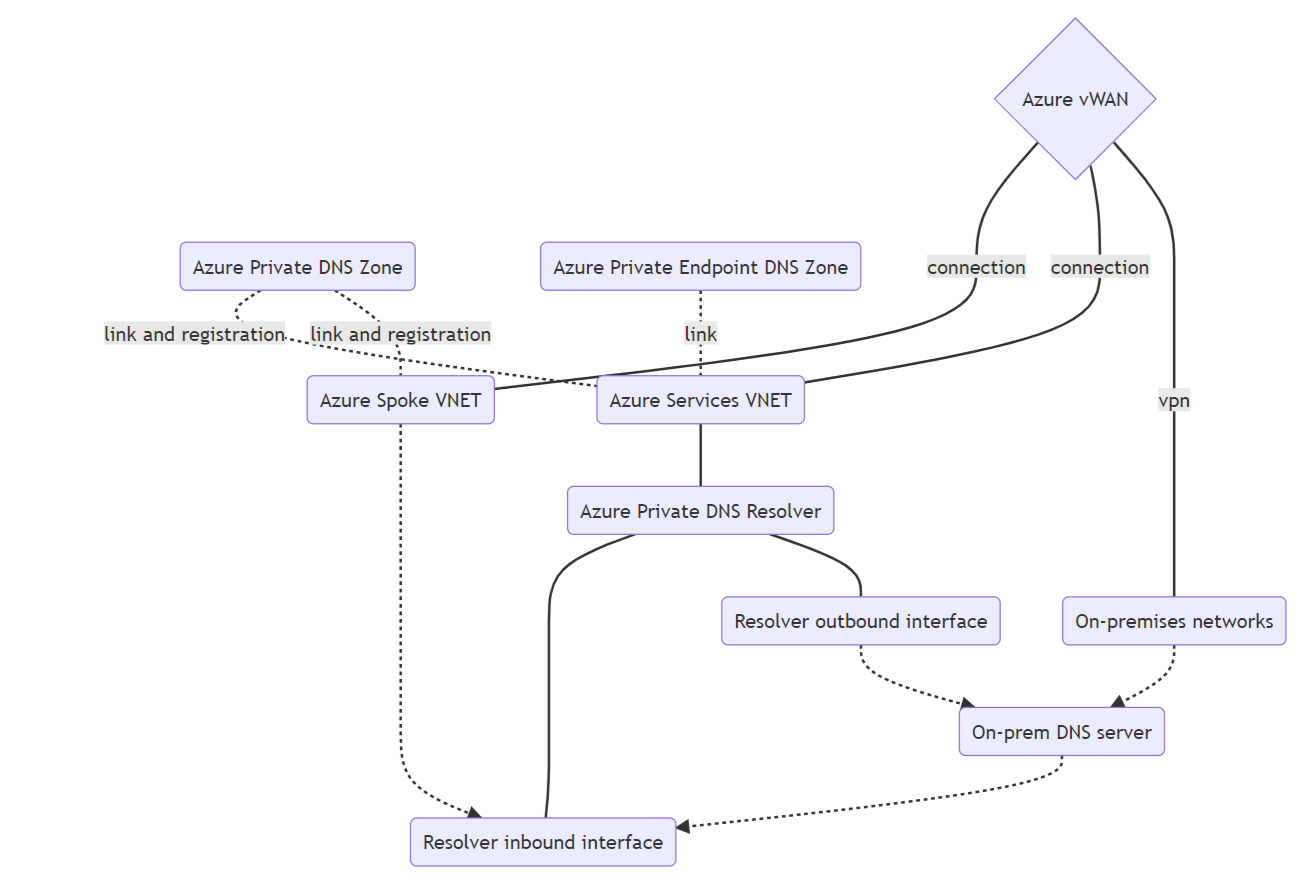 Azure vWAN
Azure Private DNS Zone
Azure Private Endpoint DNS Zone
connection
connection
link and registration
link and registration
link
Azure Spoke VNET
Azure Services VNET
vpn
Azure Private DNS Resolver
Resolver outbound interface
On-premises networks
On-prem DNS server
Resolver inbound interface